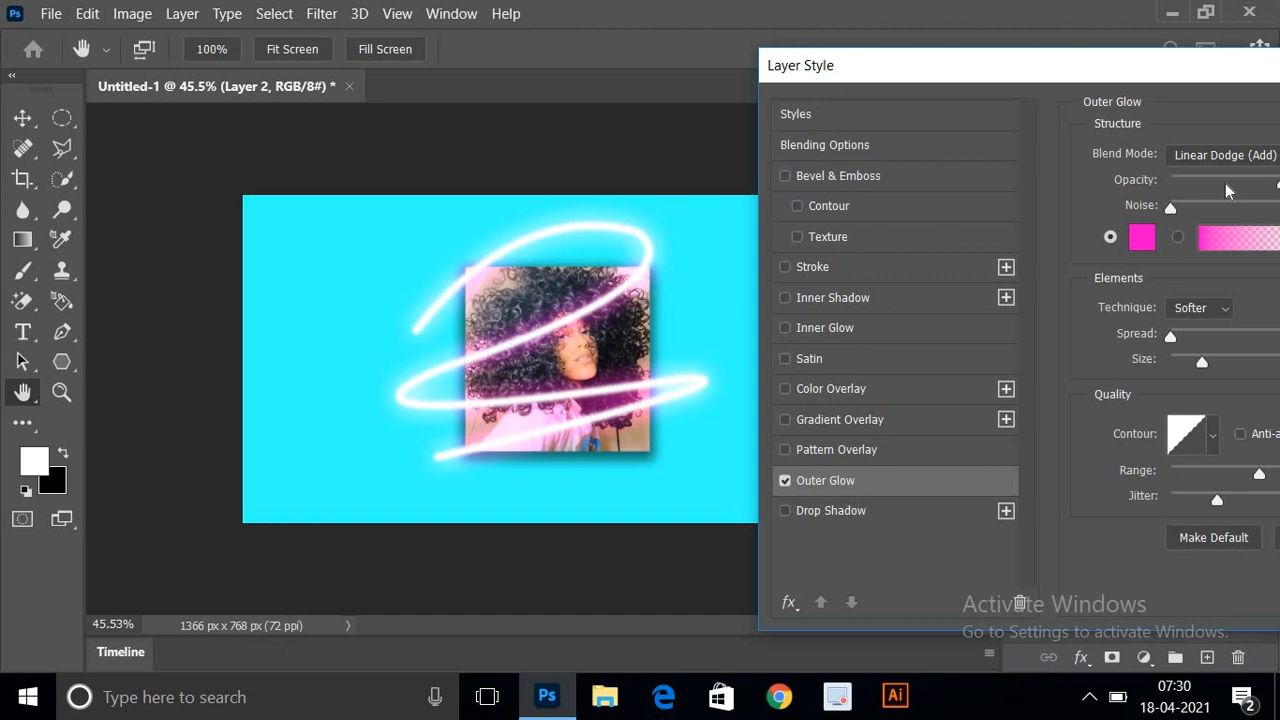 Ps File Edit Image Layer Type Select Filter 3D View Window Help
100% Fit Screen Fill Screen
Untitled-1 @ 45.5% (Layer 2, RGB/8#) *
Layer Style
Styles
Blending Options
Bevel & Emboss
Contour
Texture
Stroke
Inner Shadow
Inner Glow
Satin
Color Overlay
Gradient Overlay
Pattern Overlay
Outer Glow
Drop Shadow
fx
Outer Glow
Structure
Blend Mode: Linear Dodge (Add)
Opacity:
Noise:
Elements
Technique: Softer
Spread:
Size:
Quality
Contour: Anti-a
Range:
Jitter:
Make Default
Activate Windows
Go to Settings to activate Windows.
45.53% 1366 px x 768 px (72 ppi)
Timeline
fx
Type here to search
Ps
Ai
07:30
18-04-2021
2